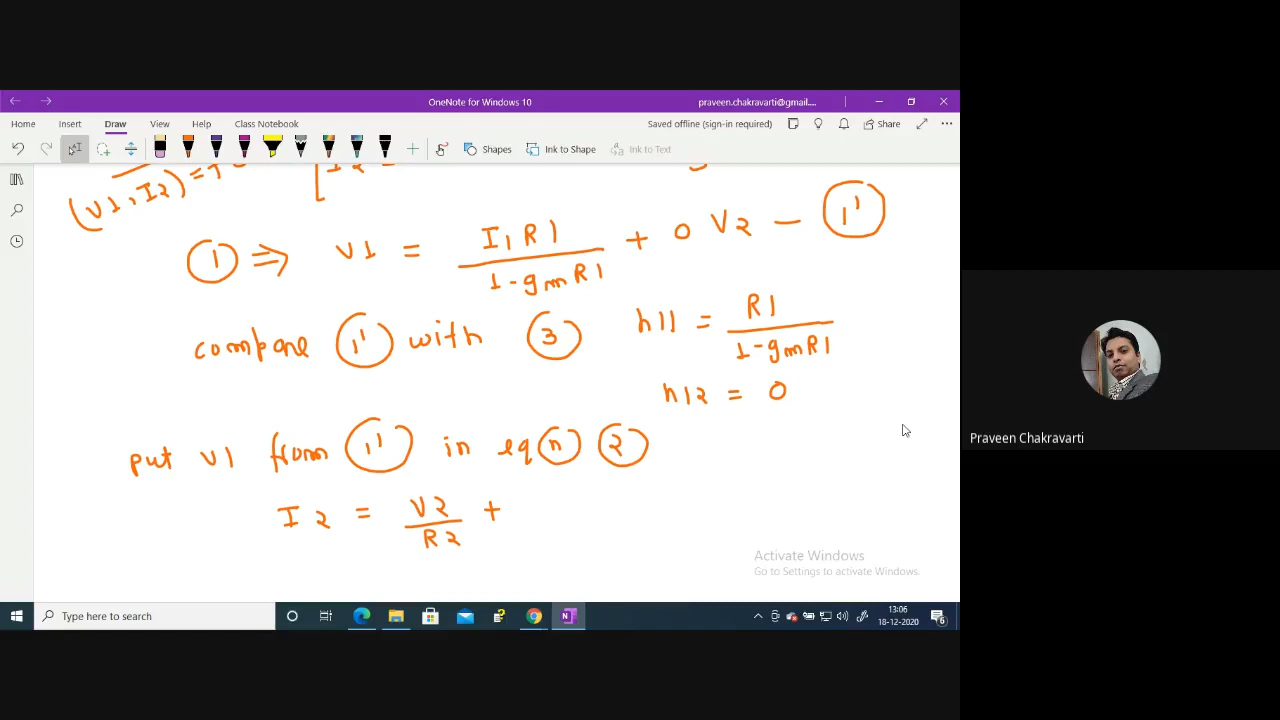 OneNote for Windows 10
praveen.chakravarti@gmail....
Home Insert Draw View Help Class Notebook
Saved offline (sign-in required)
Share
Shapes Ink to Shape Ink to Text
(V1, I2) = f
[I2 =
1 ⇒ V1 = I1R1 / 1-gmR1 + 0 V2 — 1'
compare 1' with 3 h11 = R1 / 1-gmR1
h12 = 0
put V1 from 1' in eq n 2
I2 = V2 / R2 +
Praveen Chakravarti
Activate Windows
Go to Settings to activate Windows.
Type here to search
13:06
18-12-2020
6